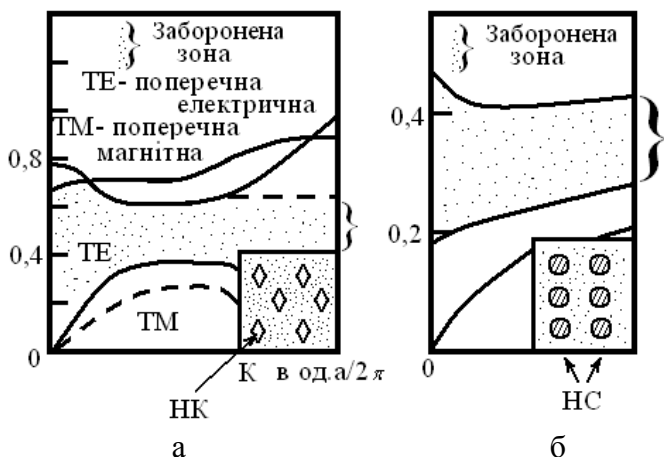 Заборонена
зона
ТЕ- поперечна
електрична
ТМ- поперечна
магнітна
0,8
0,4
0
ТЕ
ТМ
К в од.а/2π
НК
а
Заборонена
зона
0,4
0,2
0
НС
б